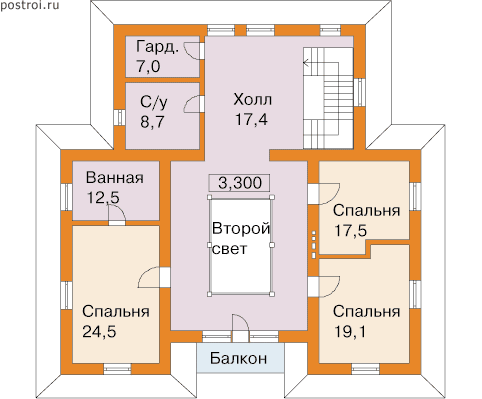 postroi.ru
Гард.
7,0
С/у
8,7
Холл
17,4
Ванная
12,5
3,300
Второй
свет
Спальня
17,5
Спальня
24,5
Спальня
19,1
Балкон